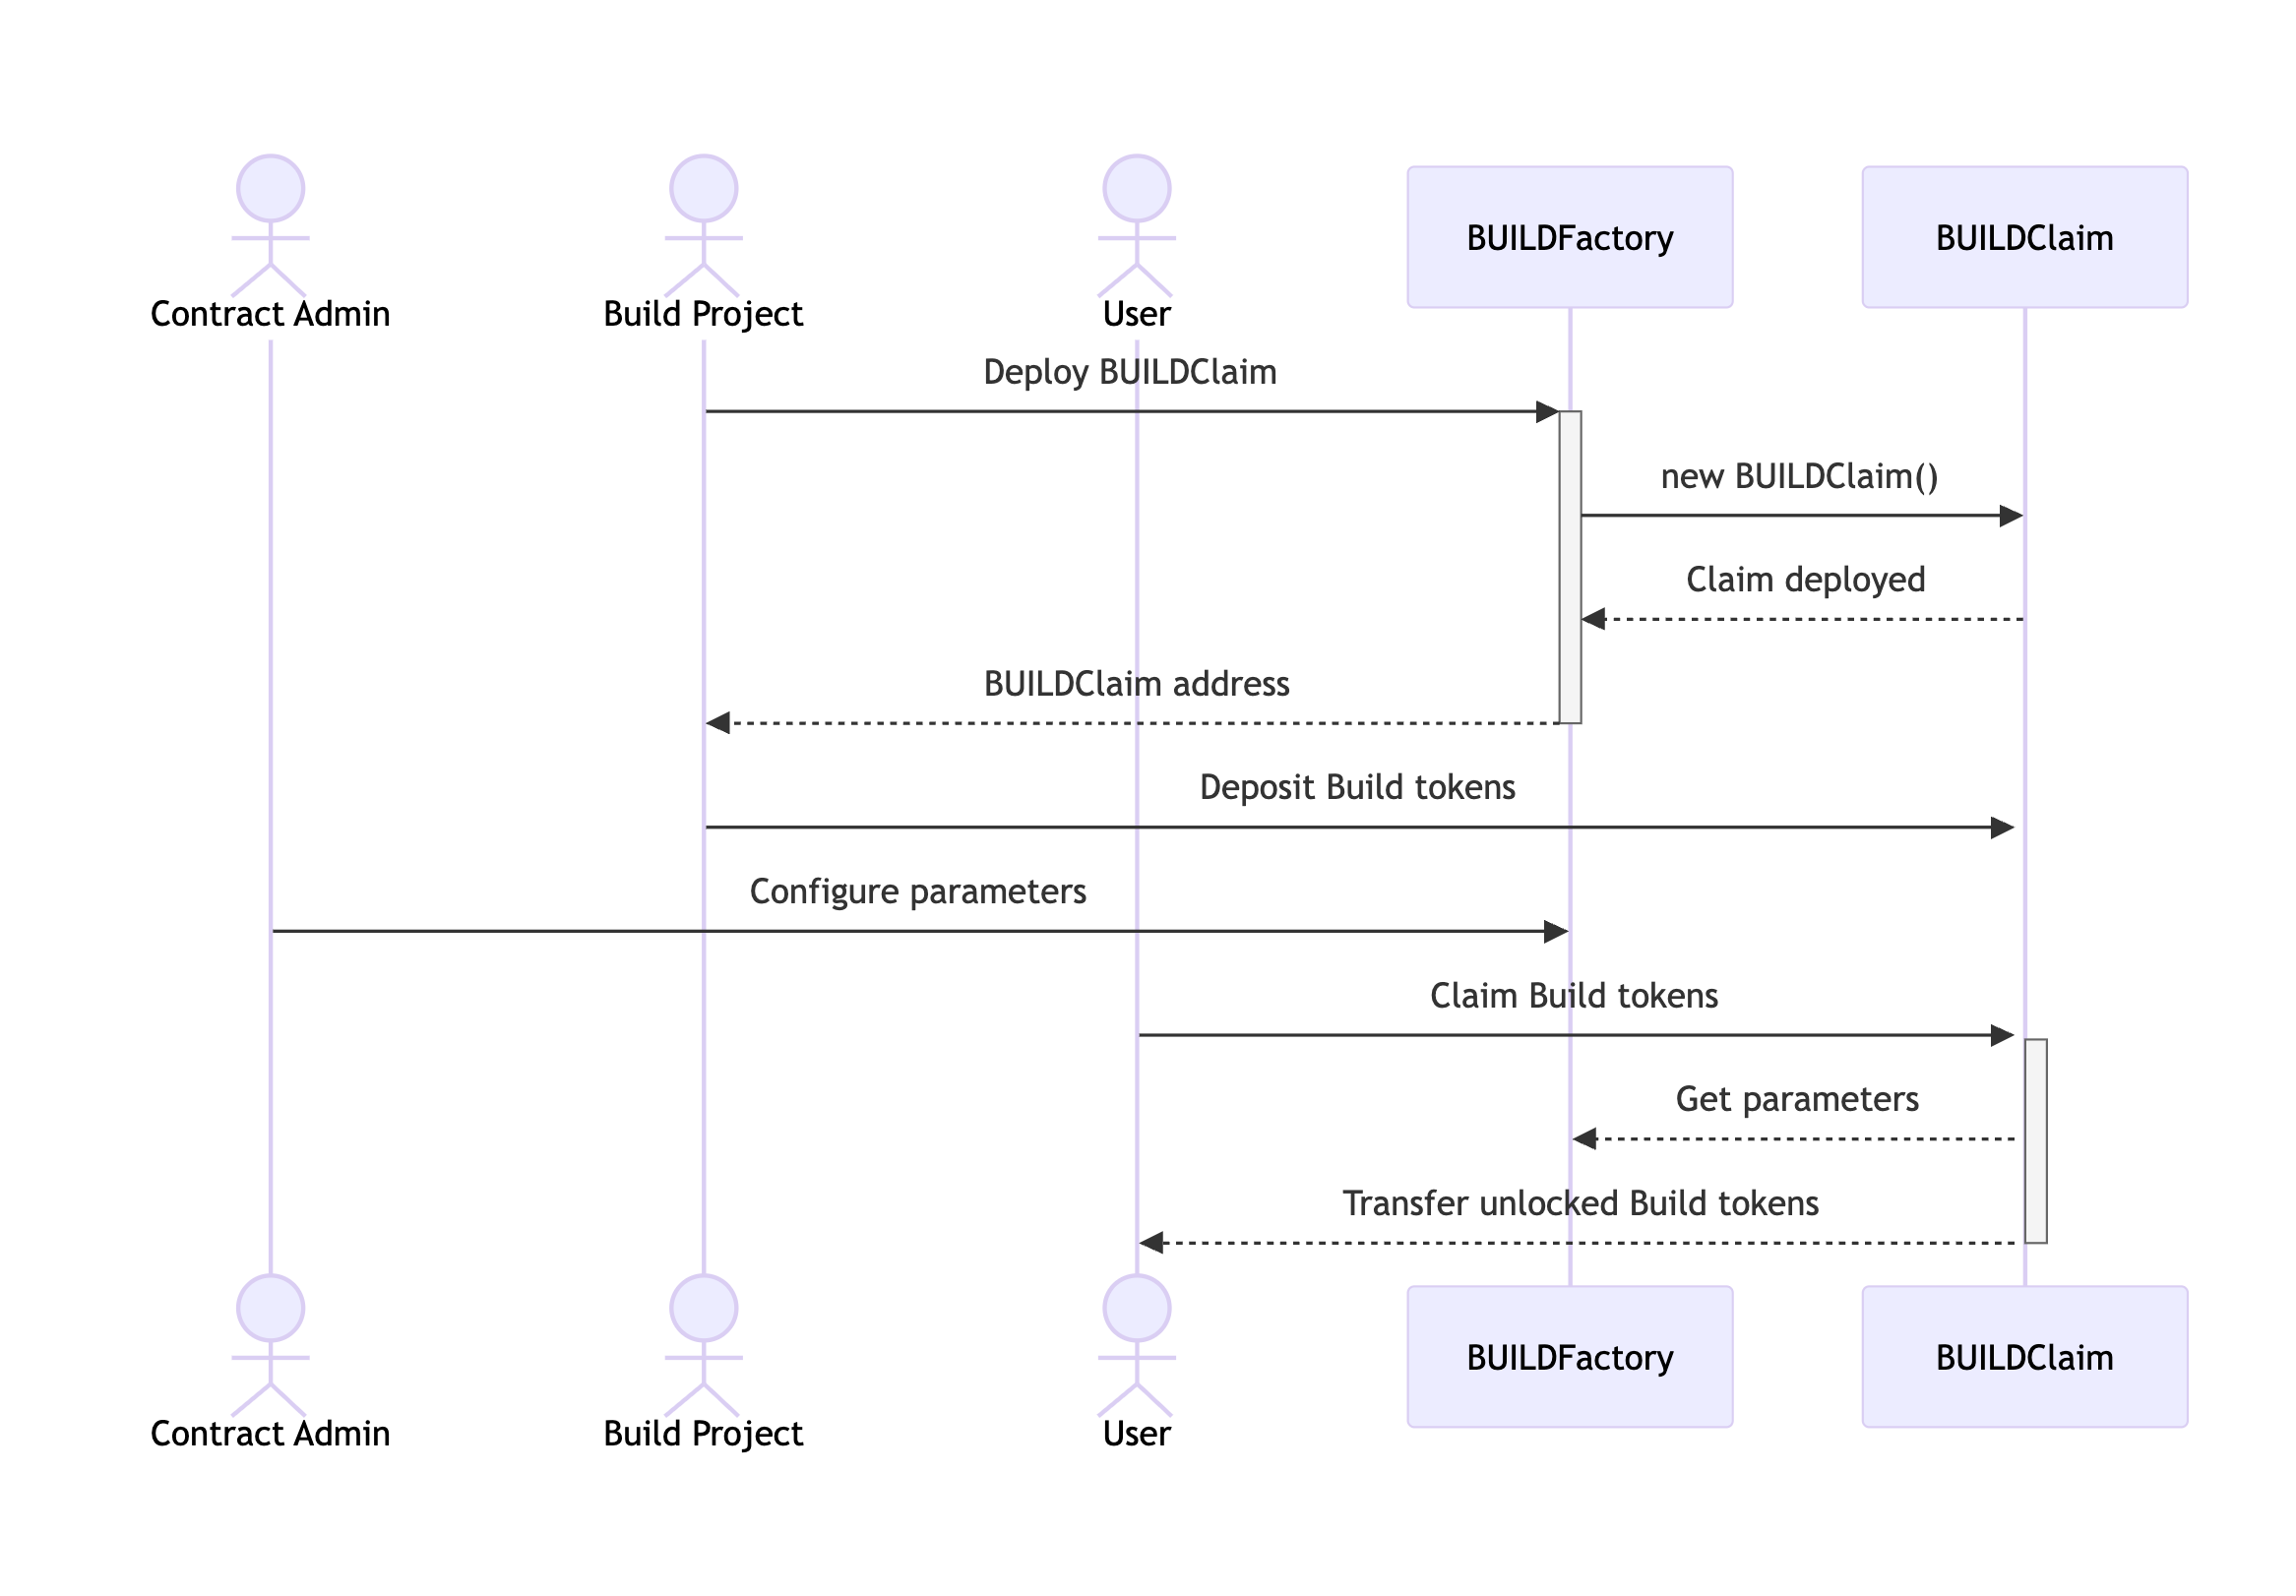 Contract Admin
Build Project
User
BUILDFactory
BUILDClaim
Deploy BUILDClaim
new BUILDClaim()
Claim deployed
BUILDClaim address
Deposit Build tokens
Configure parameters
Claim Build tokens
Get parameters
Transfer unlocked Build tokens
Contract Admin
Build Project
User
BUILDFactory
BUILDClaim